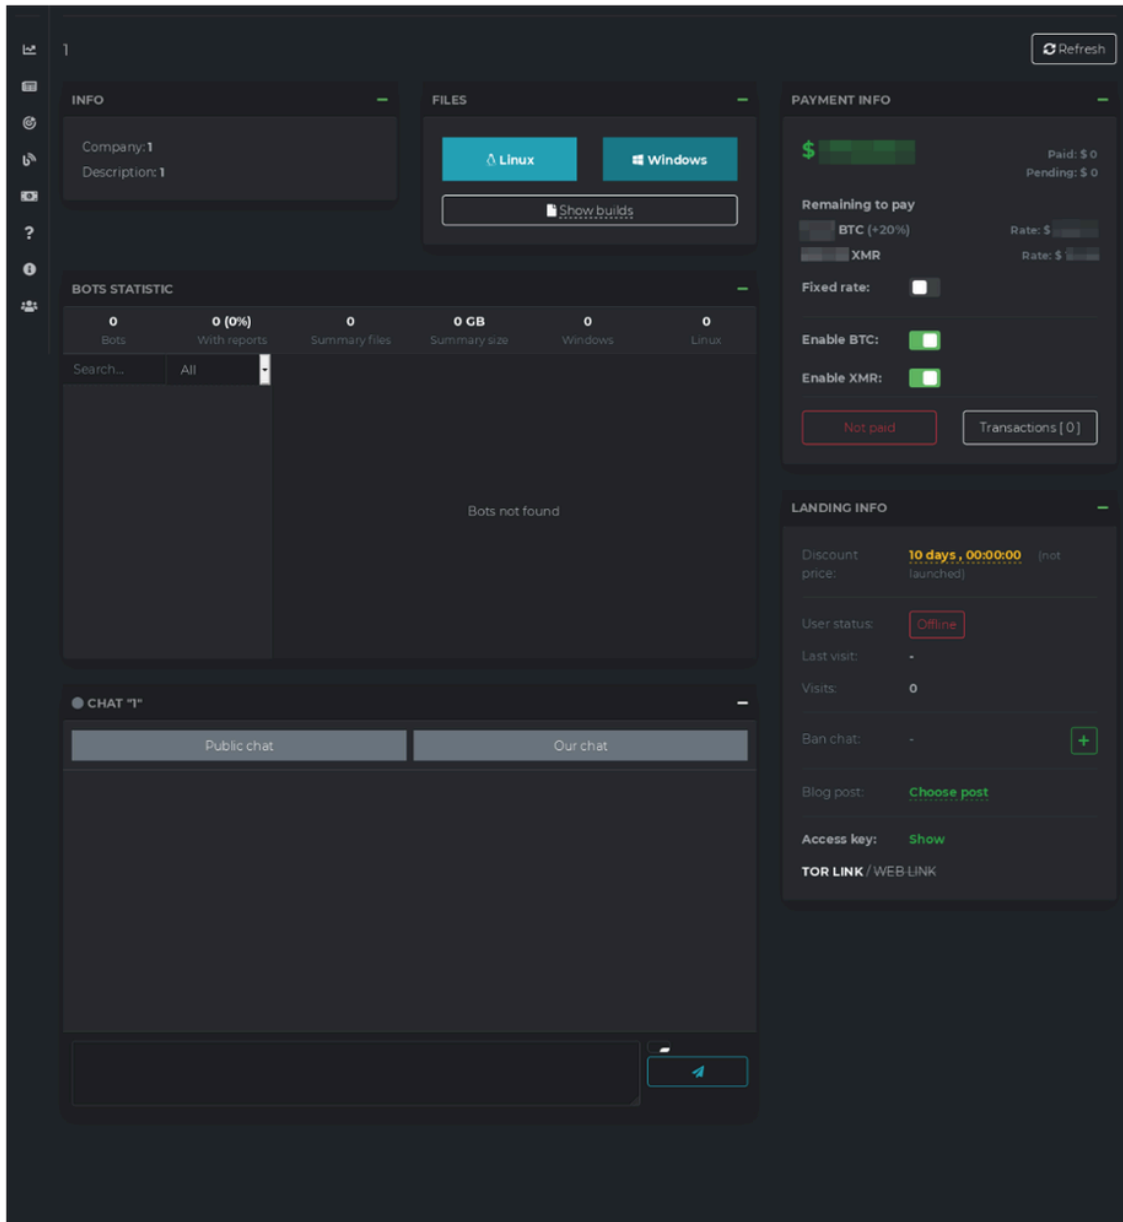 1
Refresh
INFO
Company: 1
Description: 1
FILES
Linux
Windows
Show builds
PAYMENT INFO
$
Paid: $ 0
Pending: $ 0
Remaining to pay
BTC (+20%)
Rate: $
XMR
Rate: $
Fixed rate:
Enable BTC:
Enable XMR:
Not paid
Transactions [ 0 ]
BOTS STATISTIC
0
Bots
0 (0%)
With reports
0
Summary files
0 GB
Summary size
0
Windows
0
Linux
Search...
All
Bots not found
LANDING INFO
Discount price:
10 days , 00:00:00 (not launched)
User status:
Offline
Last visit:
-
Visits:
0
Ban chat:
-
+
Blog post:
Choose post
Access key:
Show
TOR LINK / WEB LINK
CHAT "1"
Public chat
Our chat